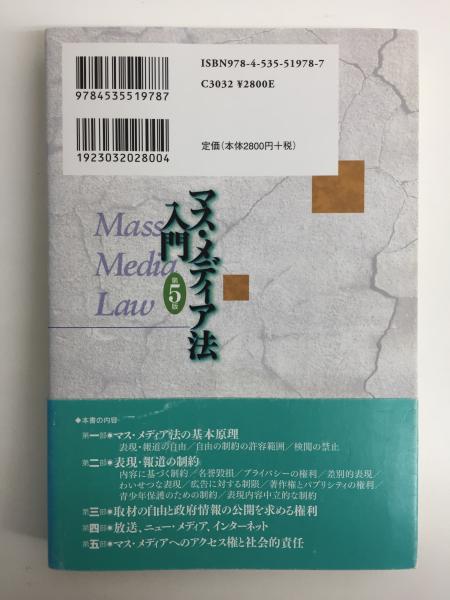 ISBN978-4-535-51978-7
C3032 ¥2800E
9784535519787
定価(本体2800円+税)
1923032028004
マス・メディア法
入門
第5版
Mass
Media
Law
◆本書の内容
第一部●マス・メディア法の基本原理
表現・報道の自由/自由の制約の許容範囲/検閲の禁止
第二部●表現・報道の制約
内容に基づく制約/名誉毀損/プライバシーの権利/差別的表現/
わいせつな表現/広告に対する制限/著作権とパブリシティの権利/
青少年保護のための制約/表現内容中立的な制約
第三部●取材の自由と政府情報の公開を求める権利
第四部●放送、ニュー・メディア、インターネット
第五部●マス・メディアへのアクセス権と社会的責任